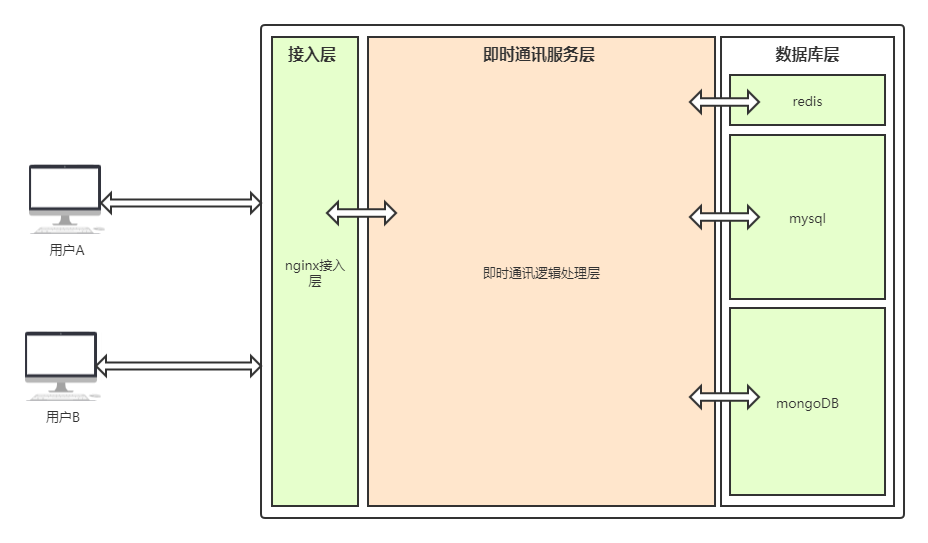 接入层
即时通讯服务层
数据库层
redis
用户A
mysql
nginx接入
层
即时通讯逻辑处理层
用户B
mongoDB